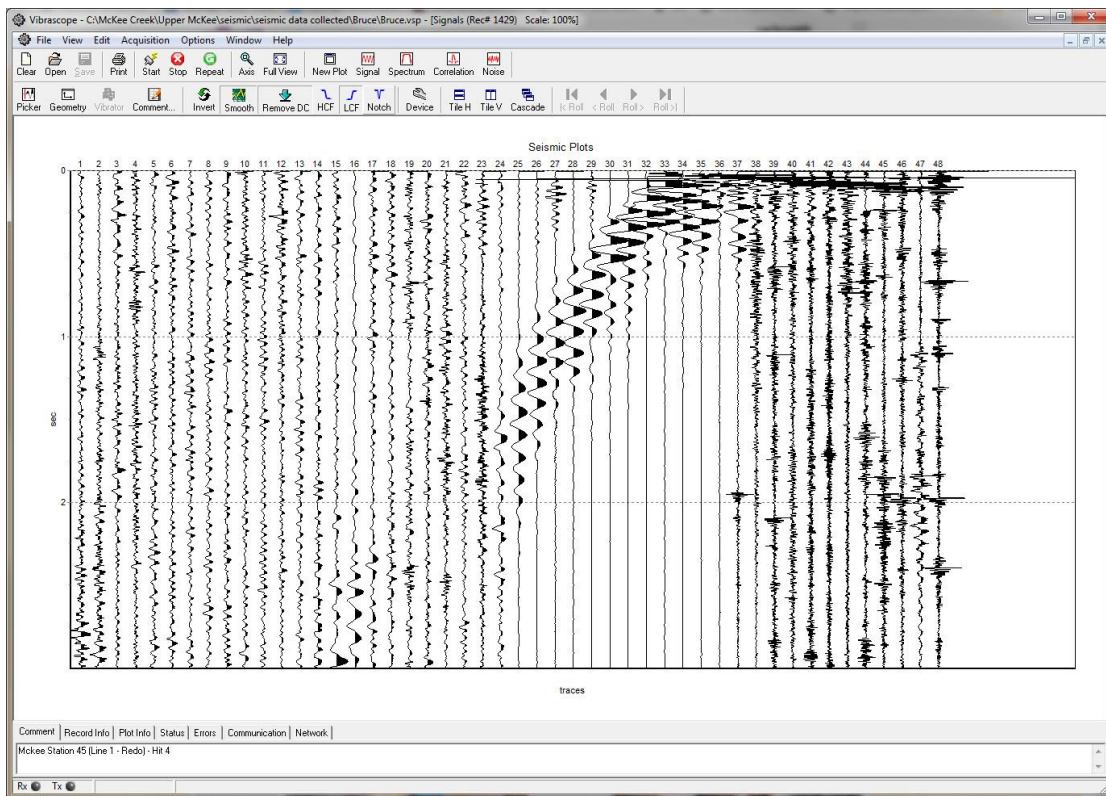 Vibrascope - C:\McKee Creek\Upper McKee\seismic\seismic data collected\Bruce\Bruce.vsp - [Signals (Rec# 1429) Scale: 100%]
File View Edit Acquisition Options Window Help
Clear Open Save Print Start Stop Repeat Axis Full View New Plot Signal Spectrum Correlation Noise
Picker Geometry Vibrator Comment... Invert Smooth Remove DC HCF LCF Notch Device Tile H Tile V Cascade |< Roll < Roll Roll > Roll >|
Seismic Plots
1 2 3 4 5 6 7 8 9 10 11 12 13 14 15 16 17 18 19 20 21 22 23 24 25 26 27 28 29 30 31 32 33 34 35 36 37 38 39 40 41 42 43 44 45 46 47 48
0
1
sec
2
traces
Comment Record Info Plot Info Status Errors Communication Network
Mckee Station 45 (Line 1 - Redo) - Hit 4
Rx Tx